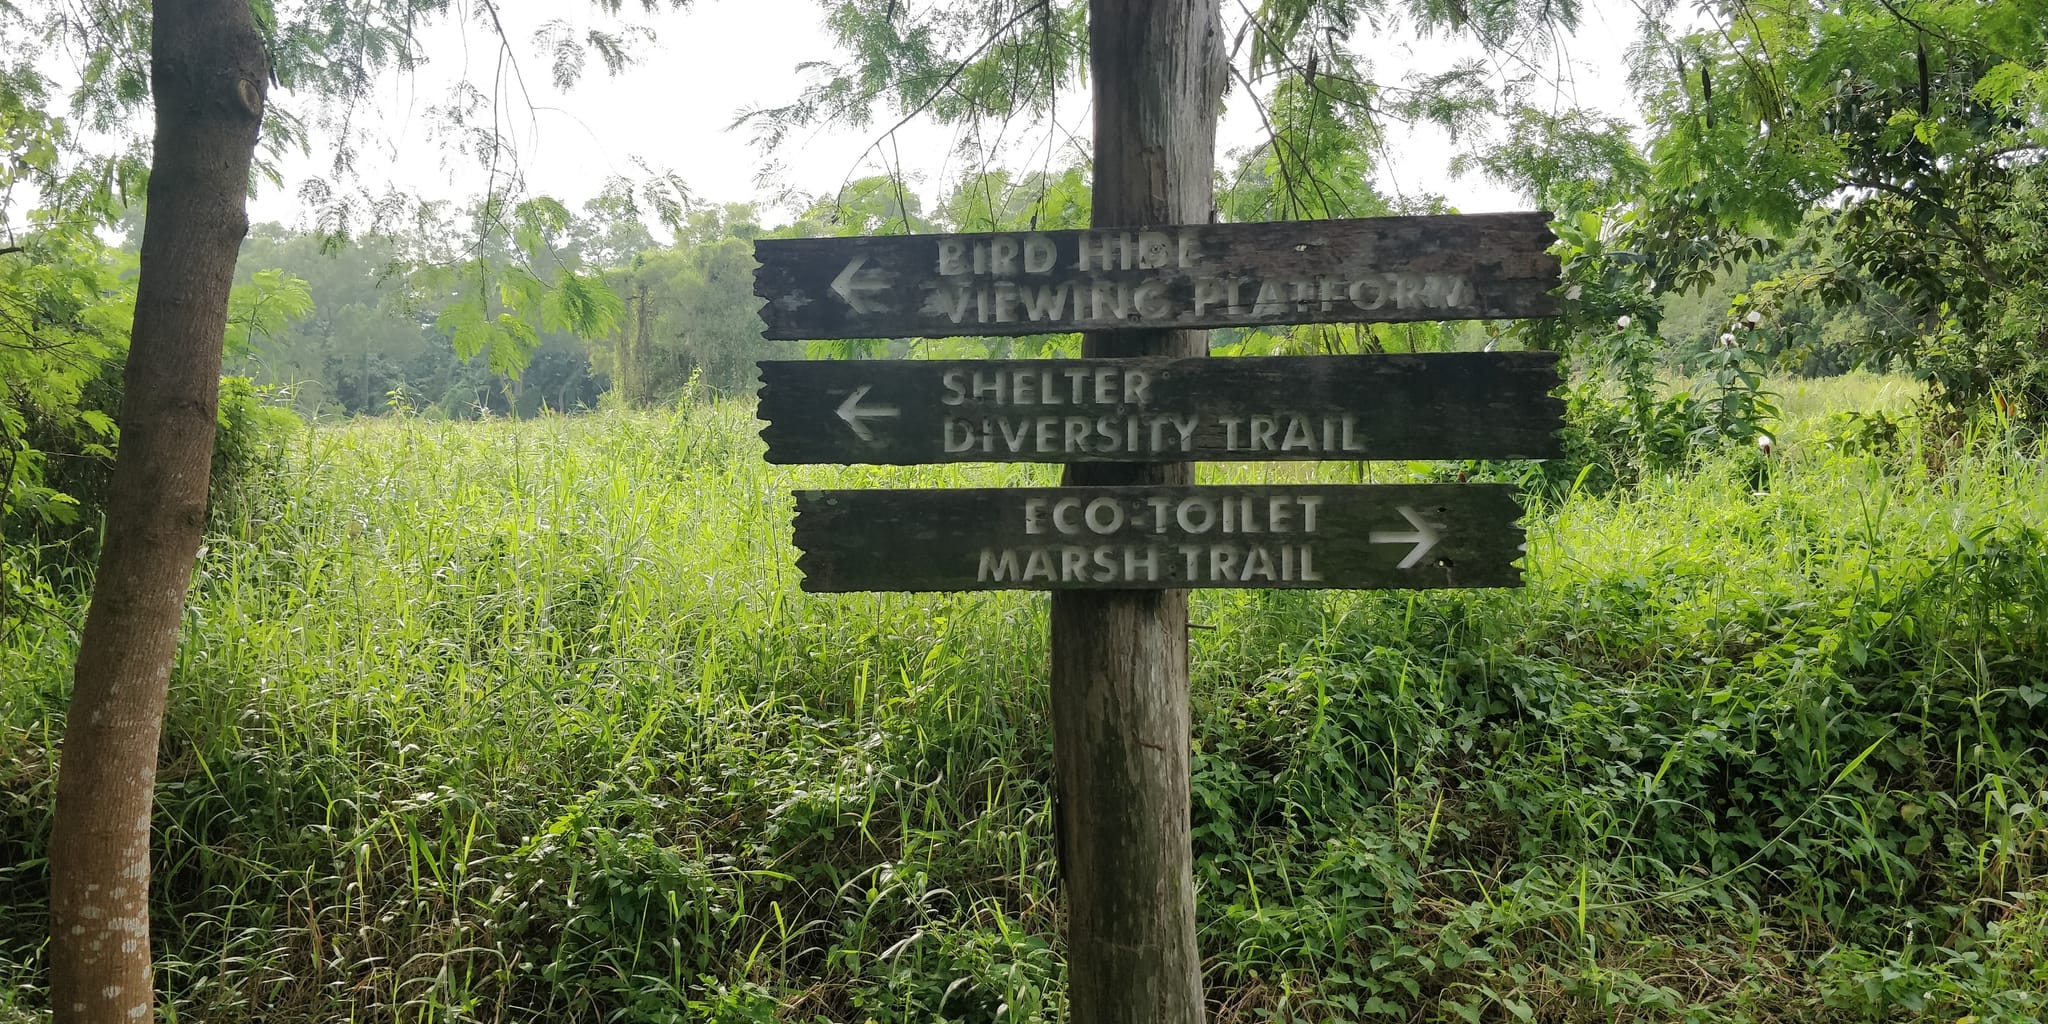 BIRD HIDE
VIEWING PLATFORM
SHELTER
DIVERSITY TRAIL
ECO-TOILET
MARSH TRAIL